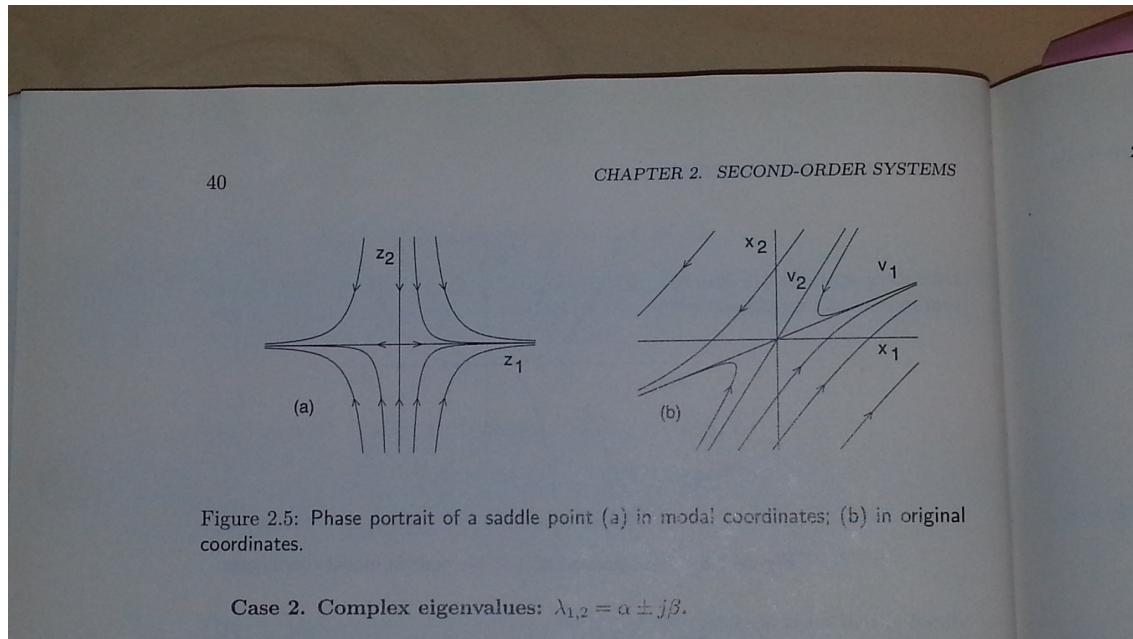 40
CHAPTER 2. SECOND-ORDER SYSTEMS
z2
z1
(a)
x2
v2
v1
x1
(b)
Figure 2.5: Phase portrait of a saddle point (a) in modal coordinates; (b) in original
coordinates.
Case 2. Complex eigenvalues: λ1,2 = α ± jβ.